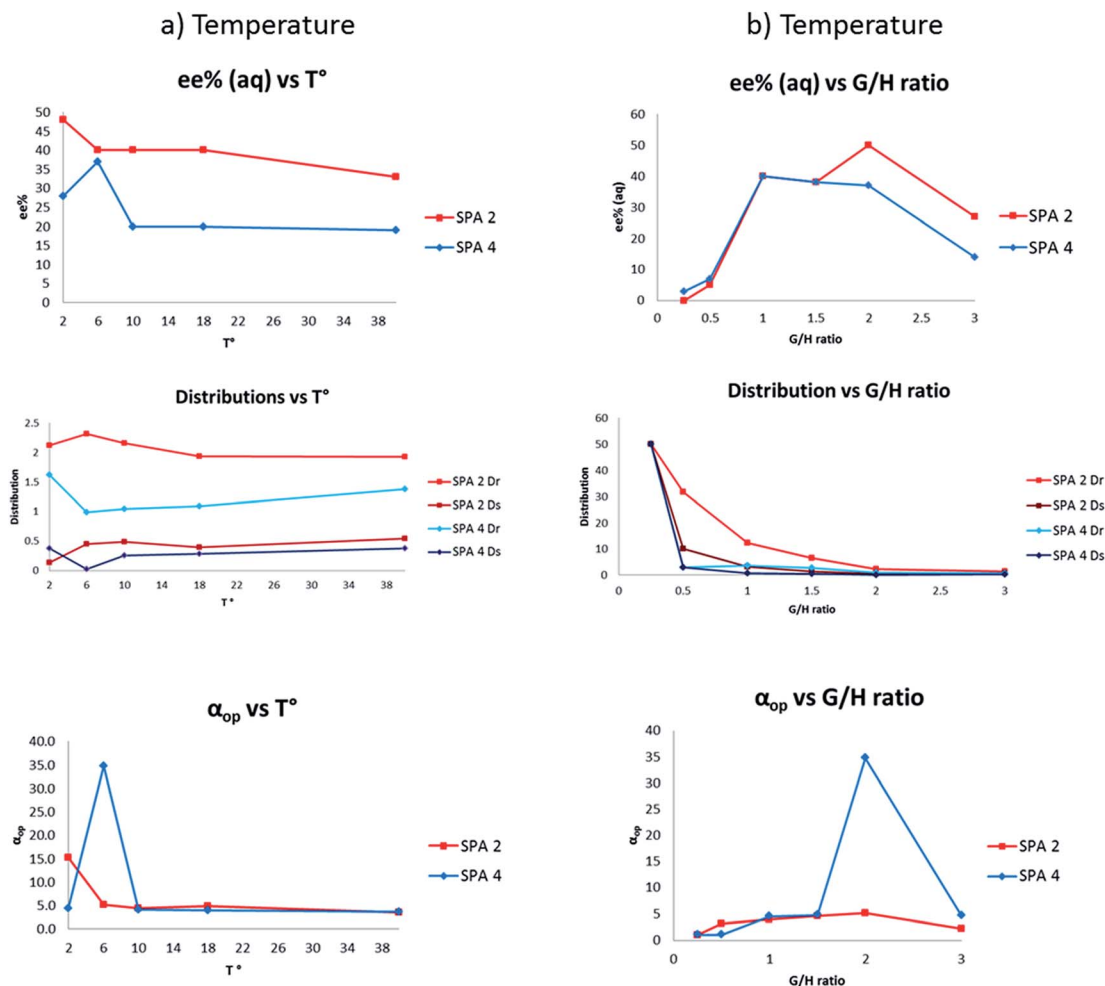 a) Temperature
ee% (aq) vs T°
50
45
40
35
30
25
20
15
10
5
0
ee%
2 6 10 14 18 22 26 30 34 38
T°
SPA 2
SPA 4
Distributions vs T°
2.5
2
1.5
1
0.5
0
Distribution
2 6 10 14 18 22 26 30 34 38
T °
SPA 2 Dr
SPA 2 Ds
SPA 4 Dr
SPA 4 Ds
αop vs T°
40.0
35.0
30.0
25.0
20.0
15.0
10.0
5.0
0.0
αop
2 6 10 14 18 22 26 30 34 38
T °
SPA 2
SPA 4
b) Temperature
ee% (aq) vs G/H ratio
60
50
40
30
20
10
0
ee% (aq)
0 0.5 1 1.5 2 2.5 3
G/H ratio
SPA 2
SPA 4
Distribution vs G/H ratio
60
50
40
30
20
10
0
Distribution
0 0.5 1 1.5 2 2.5 3
G/H ratio
SPA 2 Dr
SPA 2 Ds
SPA 4 Dr
SPA 4 Ds
αop vs G/H ratio
40
35
30
25
20
15
10
5
0
αop
0 1 2 3
G/H ratio
SPA 2
SPA 4